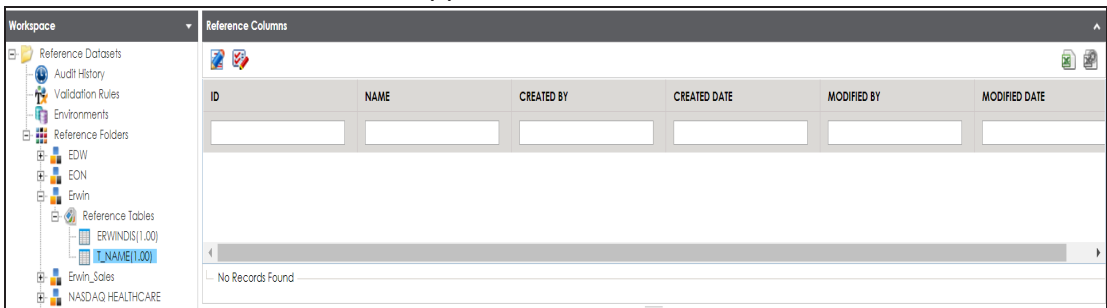 Workspace
Reference Datasets
Audit History
Validation Rules
Environments
Reference Folders
EDW
EON
Erwin
Reference Tables
ERWINDIS(1.00)
T_NAME(1.00)
Erwin_Sales
NASDAQ HEALTHCARE
Reference Columns
ID NAME CREATED BY CREATED DATE MODIFIED BY MODIFIED DATE
No Records Found